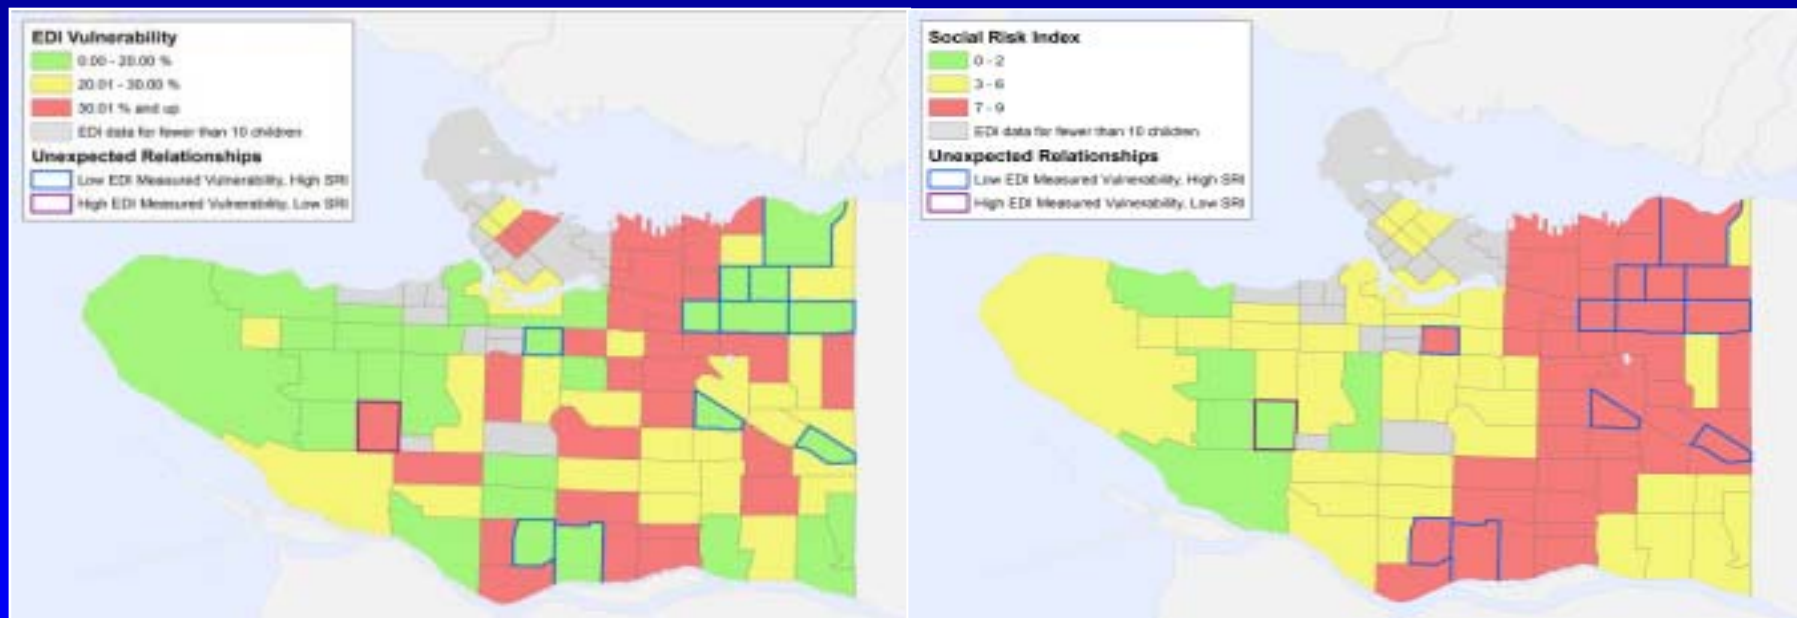 EDI Vulnerability
0.00 - 20.00 %
20.01 - 30.00 %
30.01 % and up
EDI data for fewer than 10 children
Unexpected Relationships
Low EDI Measured Vulnerability, High SRI
High EDI Measured Vulnerability, Low SRI
Social Risk Index
0 - 2
3 - 6
7 - 9
EDI data for fewer than 10 children
Unexpected Relationships
Low EDI Measured Vulnerability, High SRI
High EDI Measured Vulnerability, Low SRI